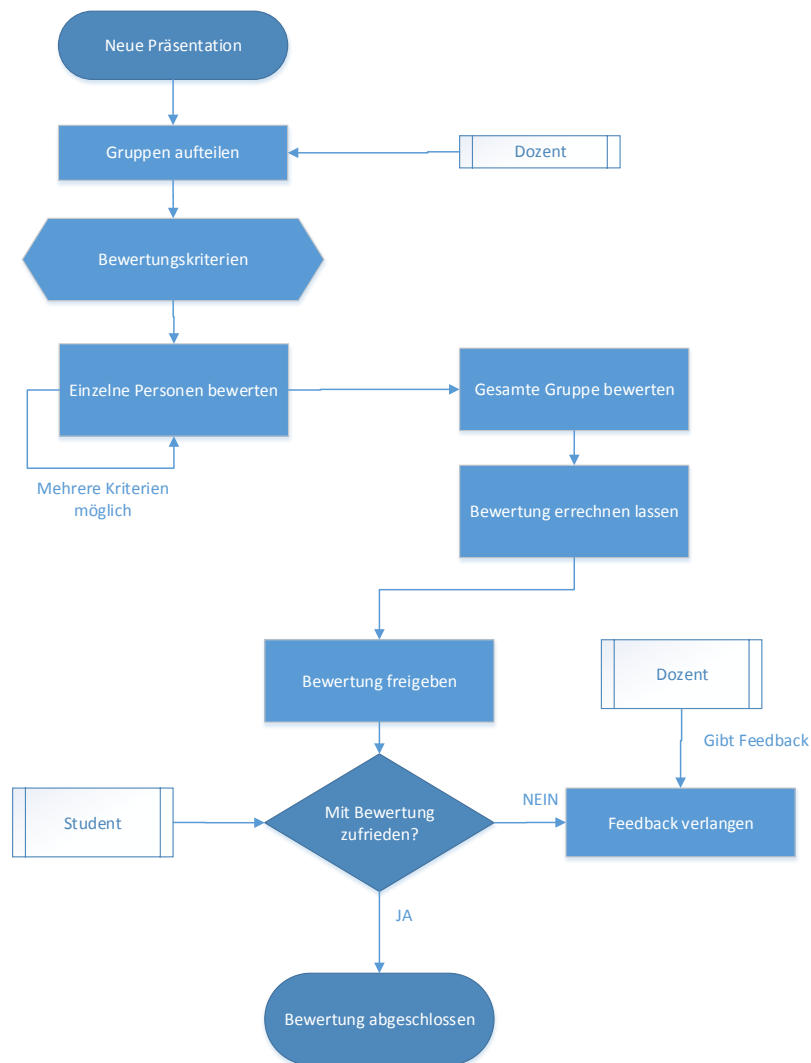 Neue Präsentation
Gruppen aufteilen
Dozent
Bewertungskriterien
Einzelne Personen bewerten
Gesamte Gruppe bewerten
Mehrere Kriterien
möglich
Bewertung errechnen lassen
Bewertung freigeben
Dozent
Gibt Feedback
Student
Mit Bewertung
zufrieden?
NEIN
Feedback verlangen
JA
Bewertung abgeschlossen